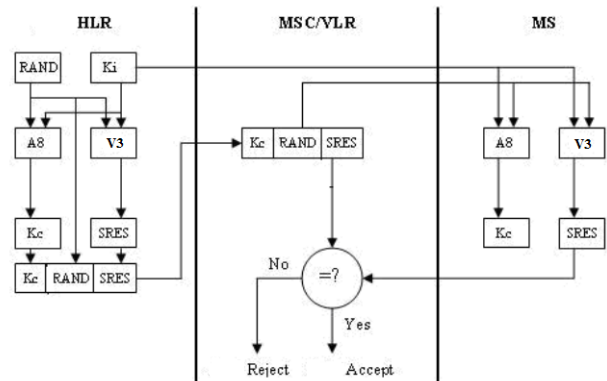 HLR MSC/VLR MS
RAND Ki
A8 V3 Kc RAND SRES A8 V3
Kc SRES Kc SRES
Kc RAND SRES
No =?
Yes
Reject Accept